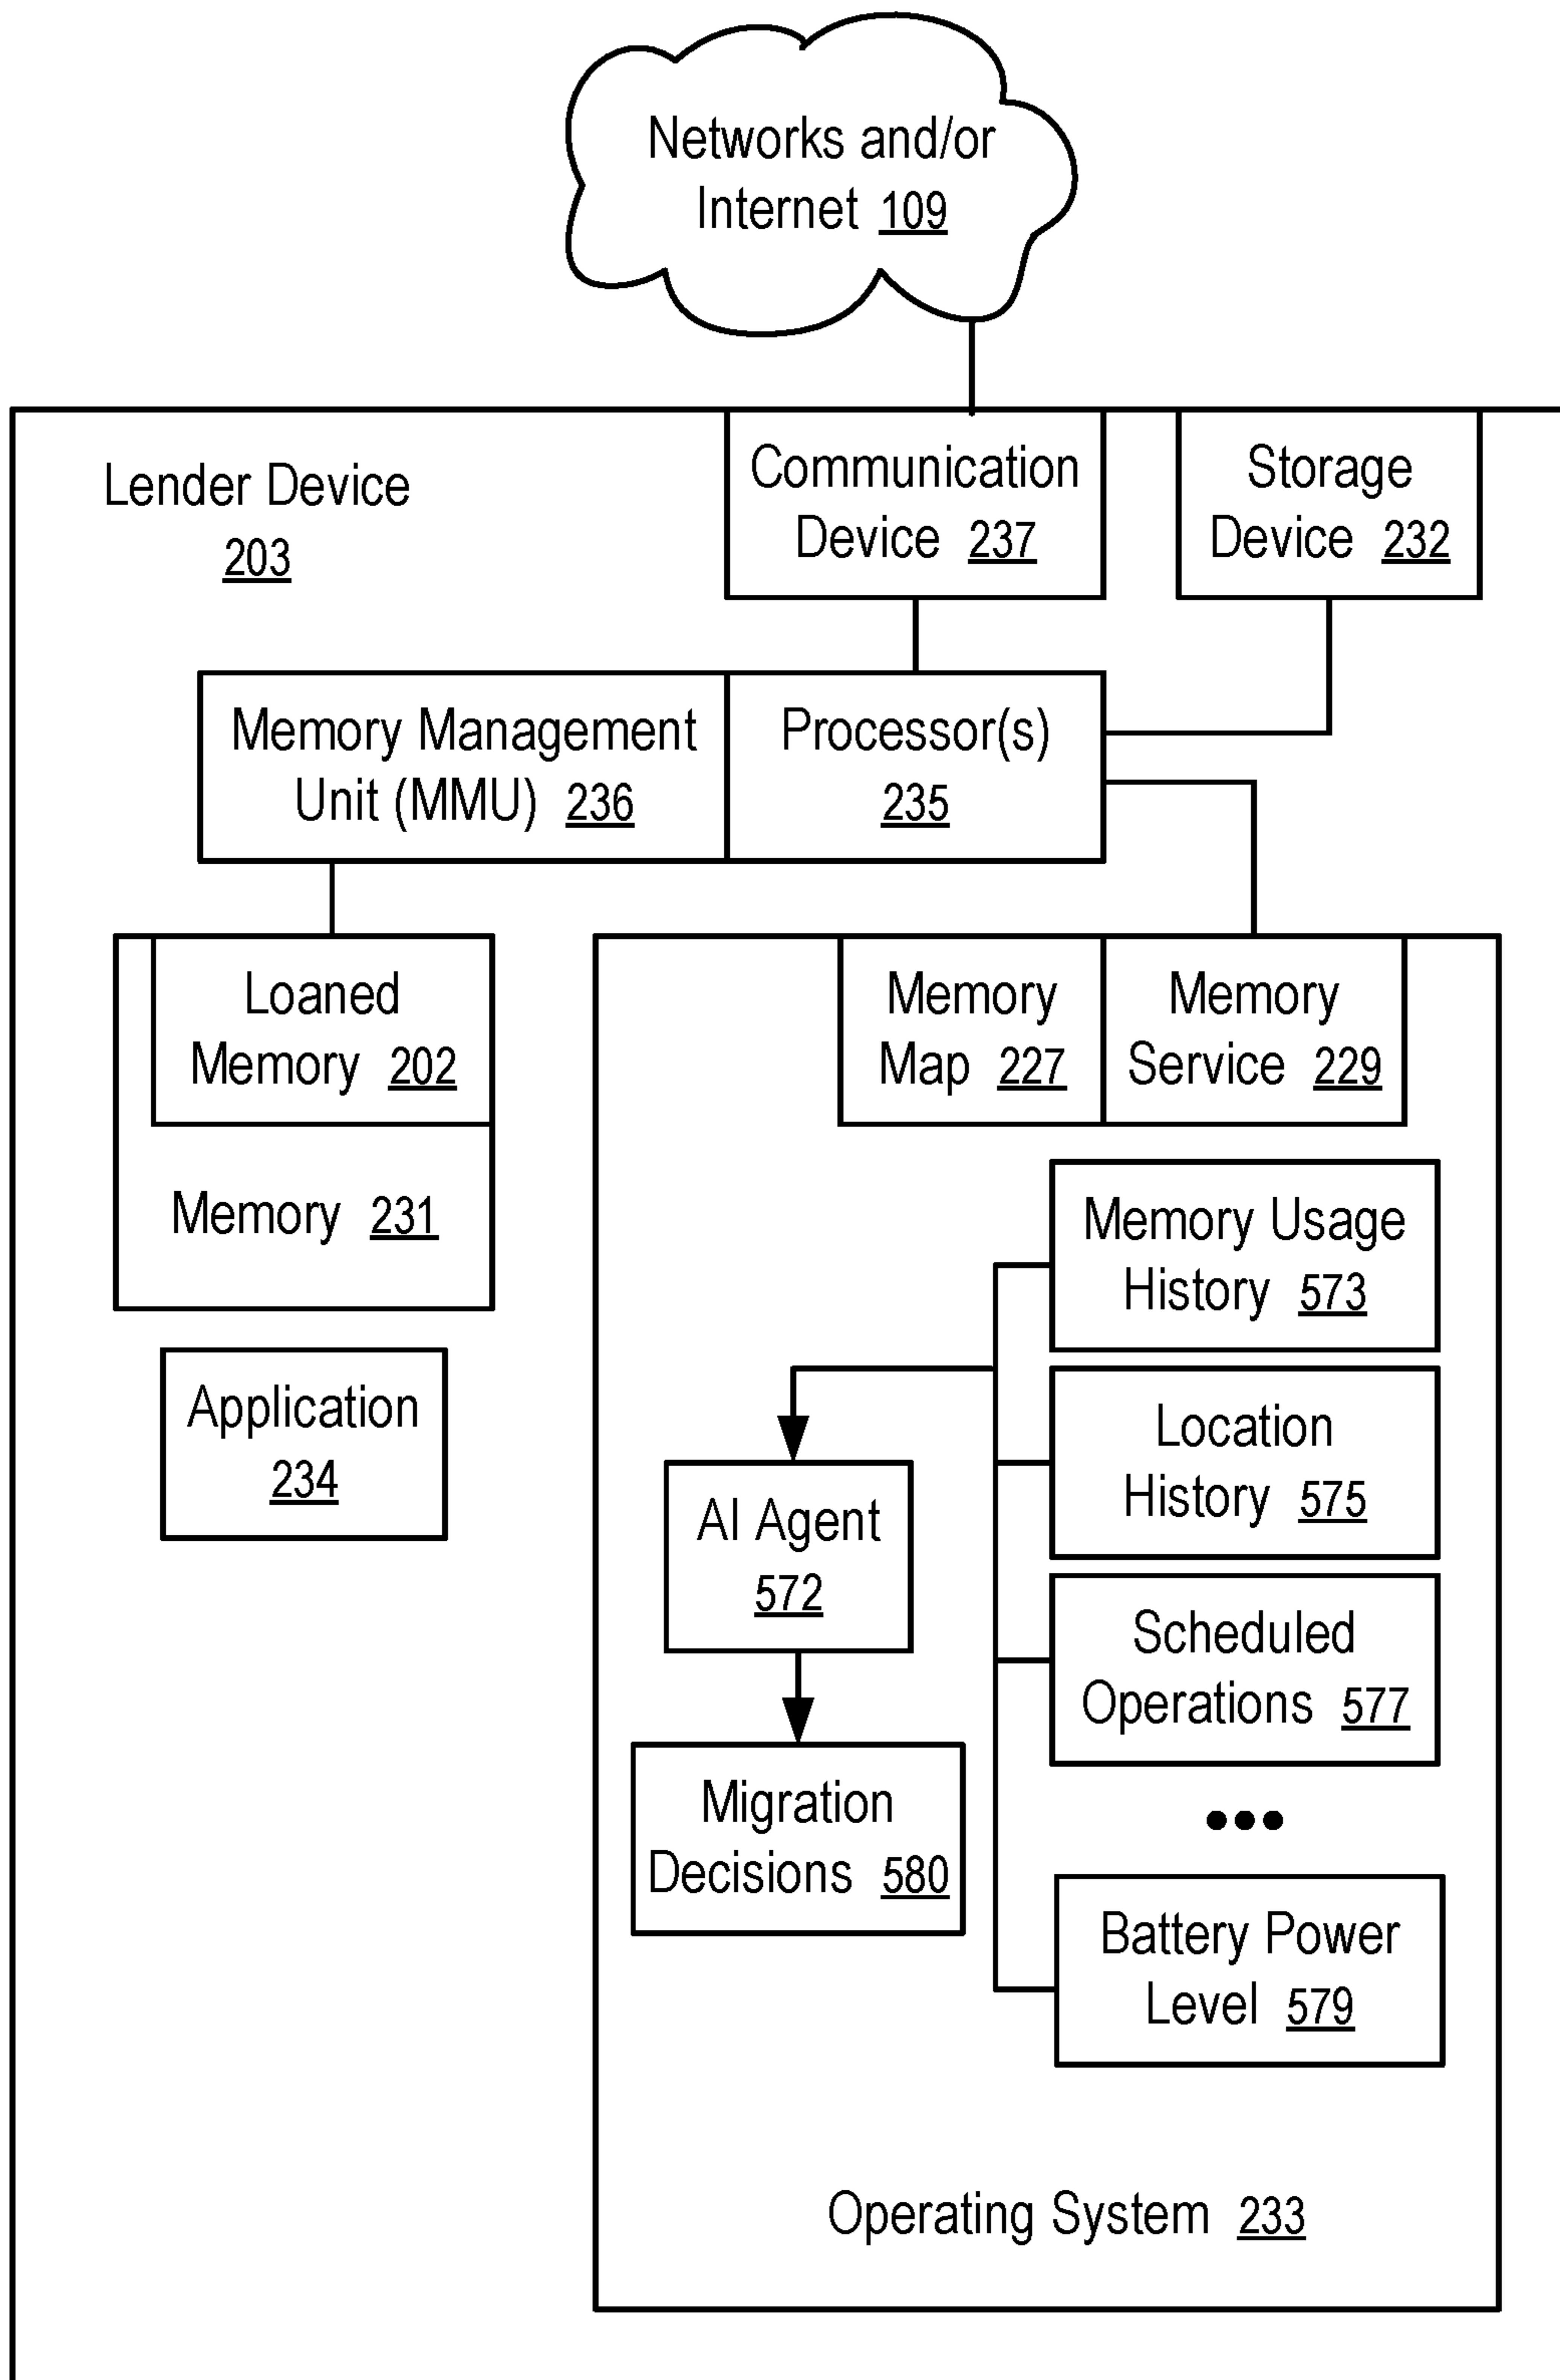 Networks and/or
Internet 109
Lender Device
203
Communication
Device 237
Storage
Device 232
Memory Management
Unit (MMU) 236
Processor(s)
235
Loaned
Memory 202
Memory 231
Memory
Map 227
Memory
Service 229
Application
234
Memory Usage
History 573
Location
History 575
AI Agent
572
Scheduled
Operations 577
Migration
Decisions 580
Battery Power
Level 579
Operating System 233